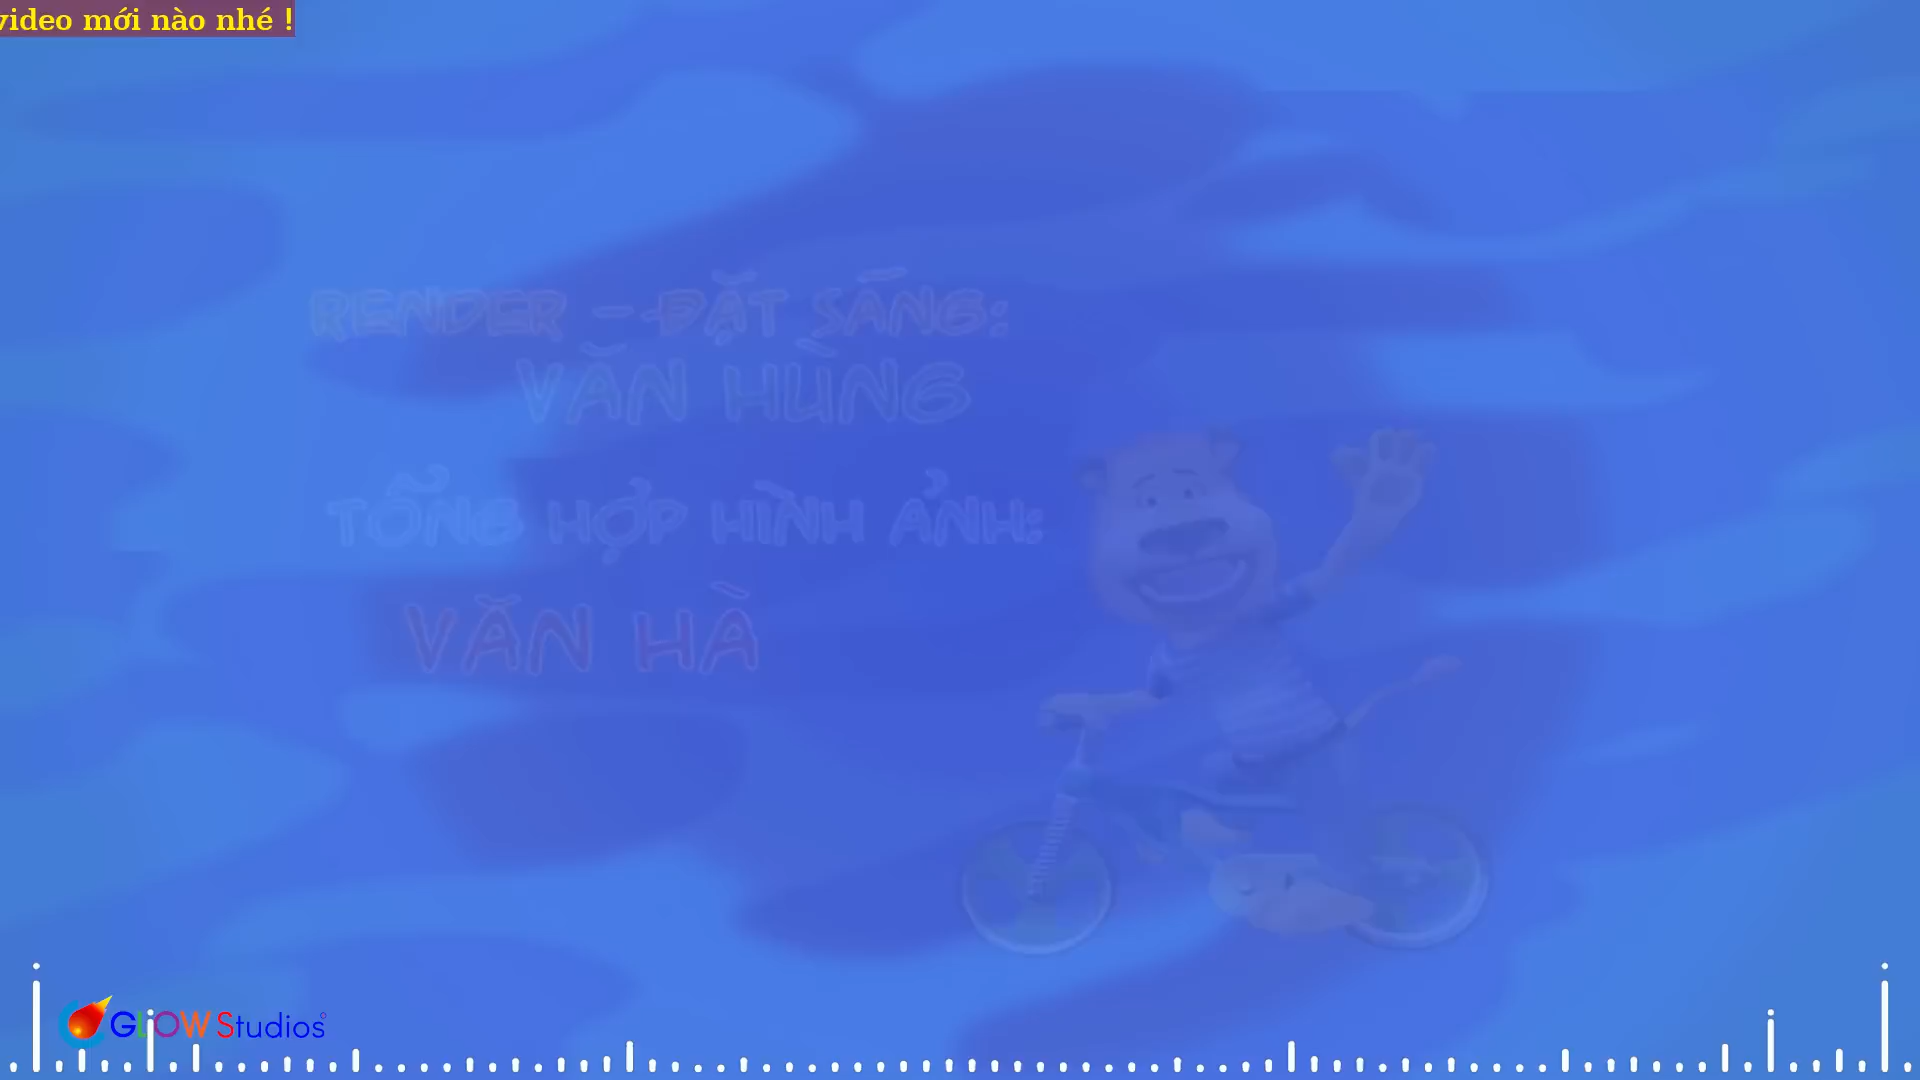 video mới nào nhé !
RENDER - ĐẶT SÁNG:
VĂN HÙNG
TỔNG HỢP HÌNH ẢNH:
VĂN HÀ
GLOW Studios